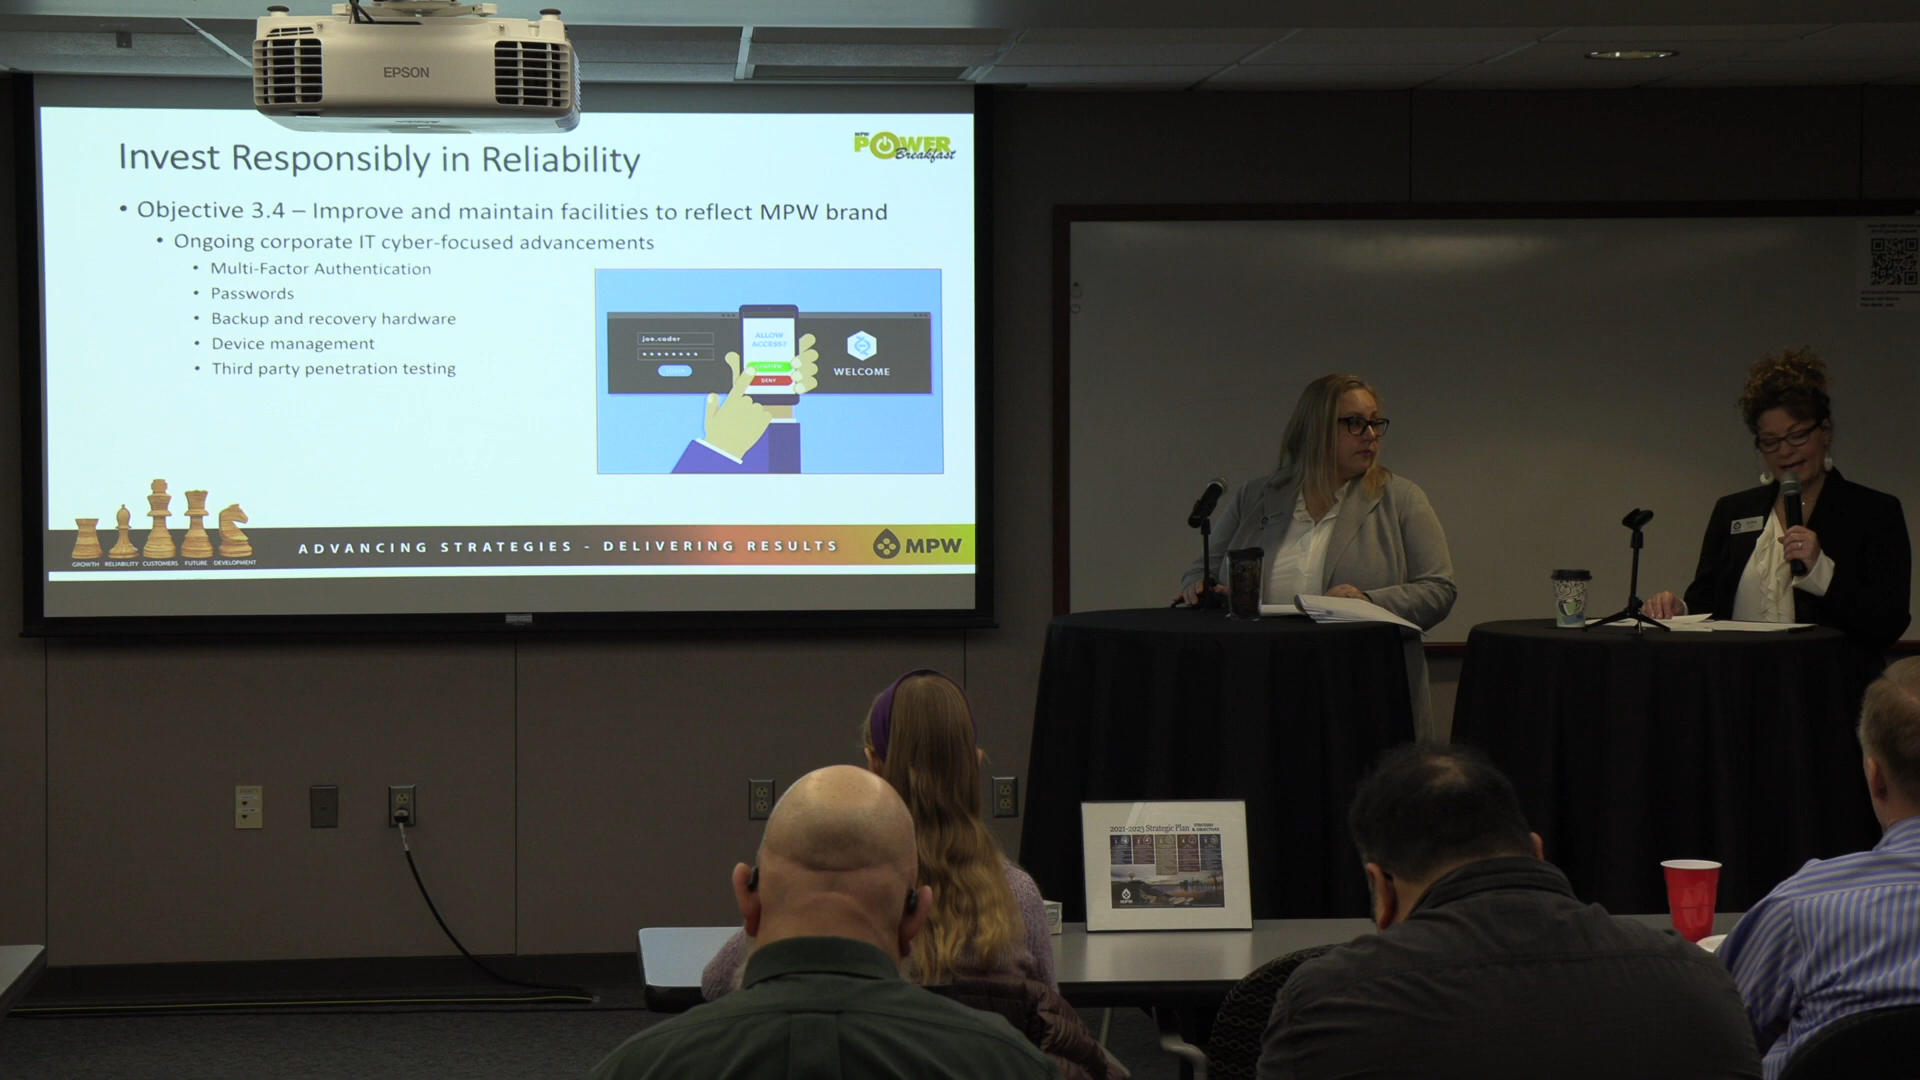 EPSON
MPW
POWER
Breakfast
Invest Responsibly in Reliability
• Objective 3.4 – Improve and maintain facilities to reflect MPW brand
• Ongoing corporate IT cyber-focused advancements
• Multi-Factor Authentication
• Passwords
• Backup and recovery hardware
• Device management
• Third party penetration testing
joe.coder
ALLOW
ACCESS?
DENY
WELCOME
ADVANCING STRATEGIES - DELIVERING RESULTS
MPW
GROWTH RELIABILITY CUSTOMERS FUTURE DEVELOPMENT
2021-2023 Strategic Plan
MPW